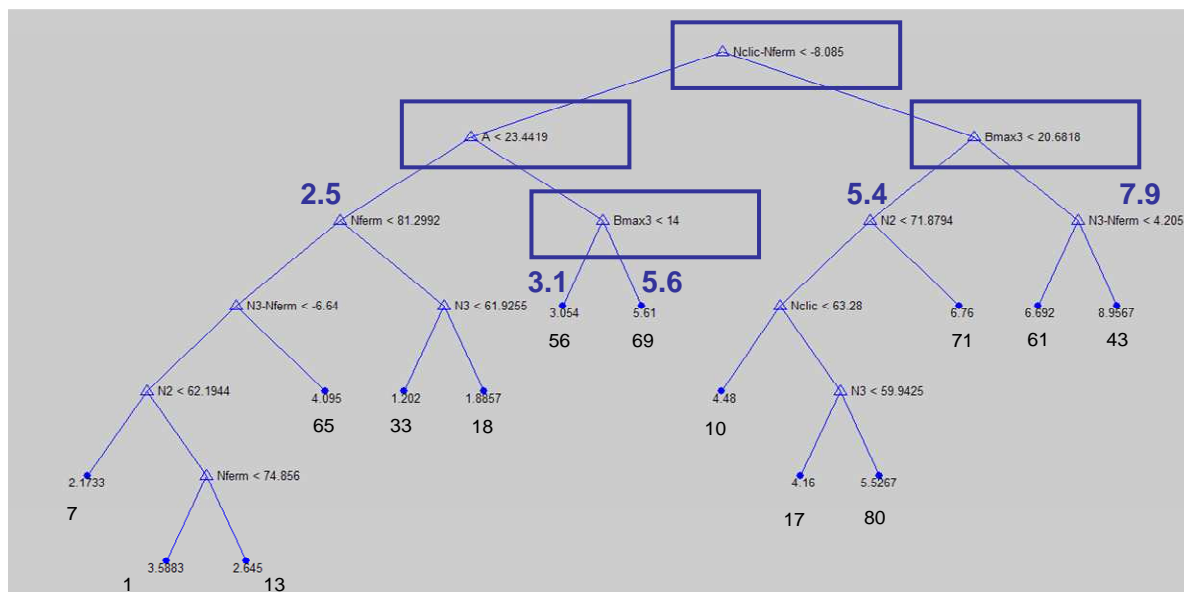 Nclic-Nferm < -8.085
A < 23.4419
Bmax3 < 20.6818
2.5
5.4
7.9
Nferm < 81.2992
Bmax3 < 14
N2 < 71.8794
N3-Nferm < 4.205
3.1
5.6
N3-Nferm < -6.64
N3 < 61.9255
3.054
5.61
Nclic < 63.28
6.76
6.692
8.9567
56
69
71
61
43
N2 < 62.1944
4.095
1.202
1.8857
4.48
N3 < 59.9425
65
33
18
10
2.1733
Nferm < 74.856
4.16
5.5267
7
17
80
3.5883
2.645
1
13